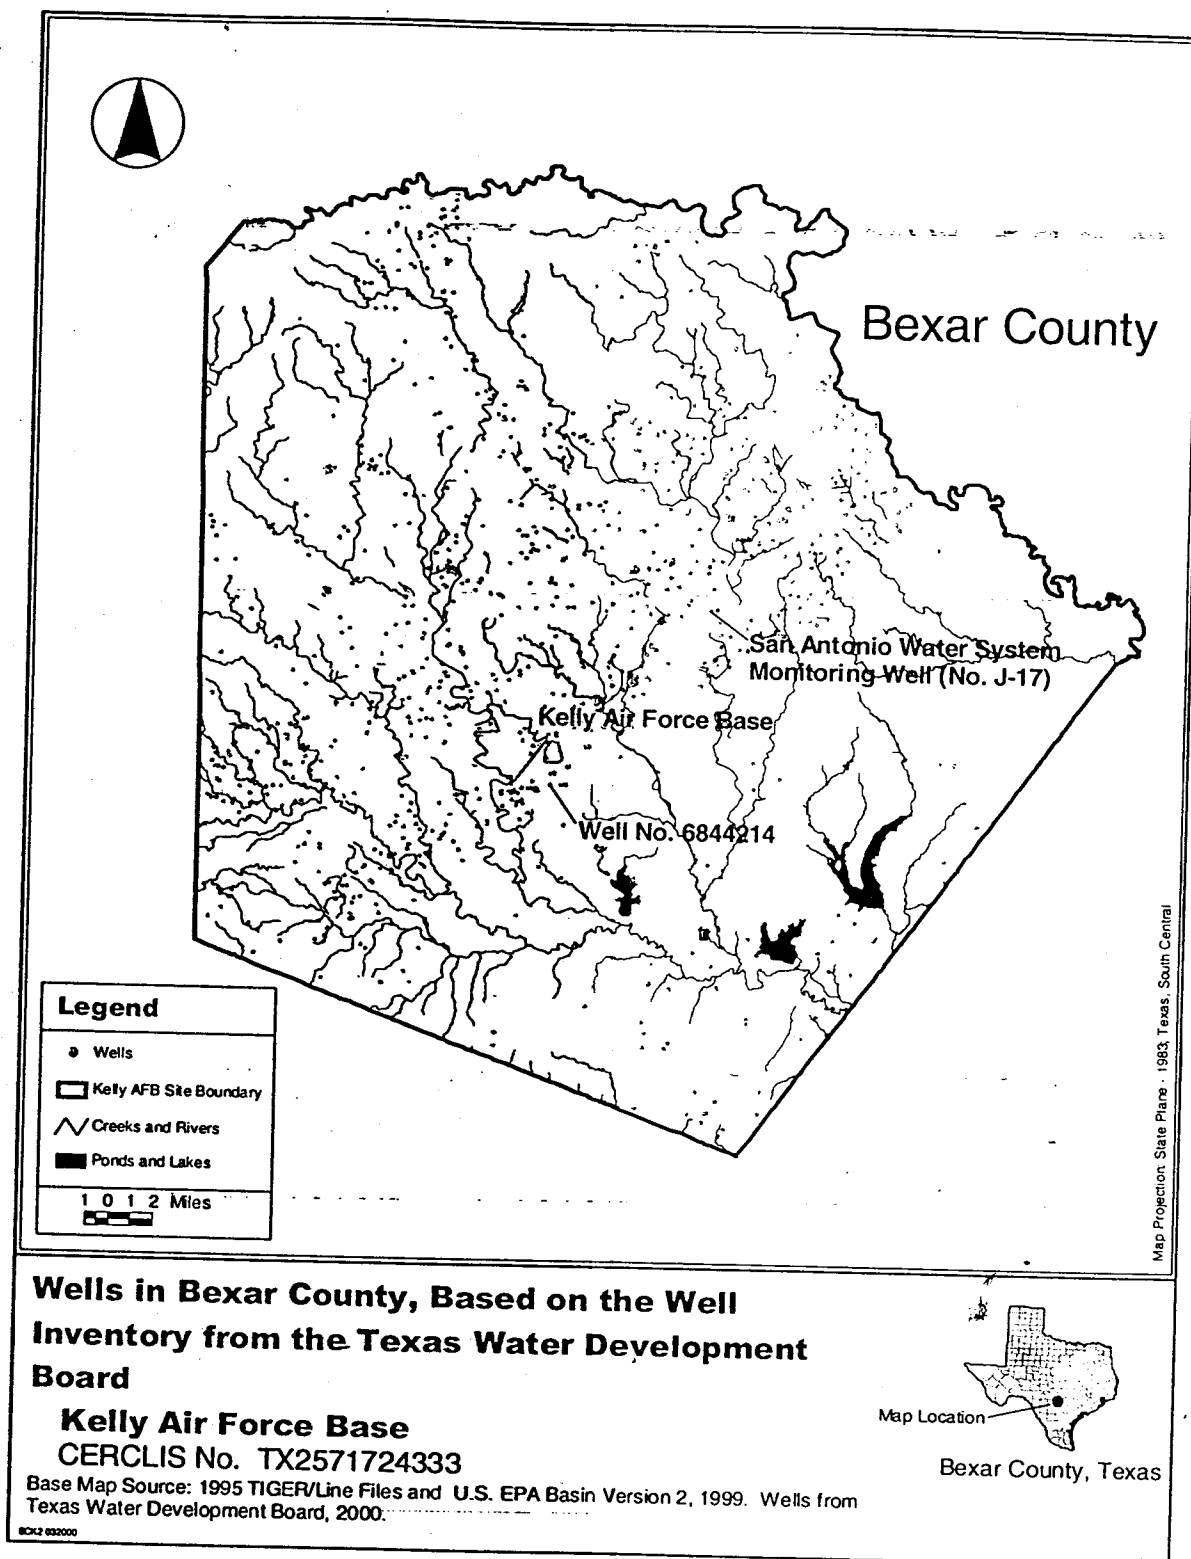 Bexar County
San Antonio Water System
Monitoring Well (No. J-17)
Kelly Air Force Base
Well No. 6844214
Legend
Wells
Kelly AFB Site Boundary
Creeks and Rivers
Ponds and Lakes
1 0 1 2 Miles
Map Projection: State Plane - 1983, Texas, South Central
Wells in Bexar County, Based on the Well
Inventory from the Texas Water Development
Board
Kelly Air Force Base
CERCLIS No. TX2571724333
Base Map Source: 1995 TIGER/Line Files and U.S. EPA Basin Version 2, 1999. Wells from
Texas Water Development Board, 2000.
Map Location
Bexar County, Texas